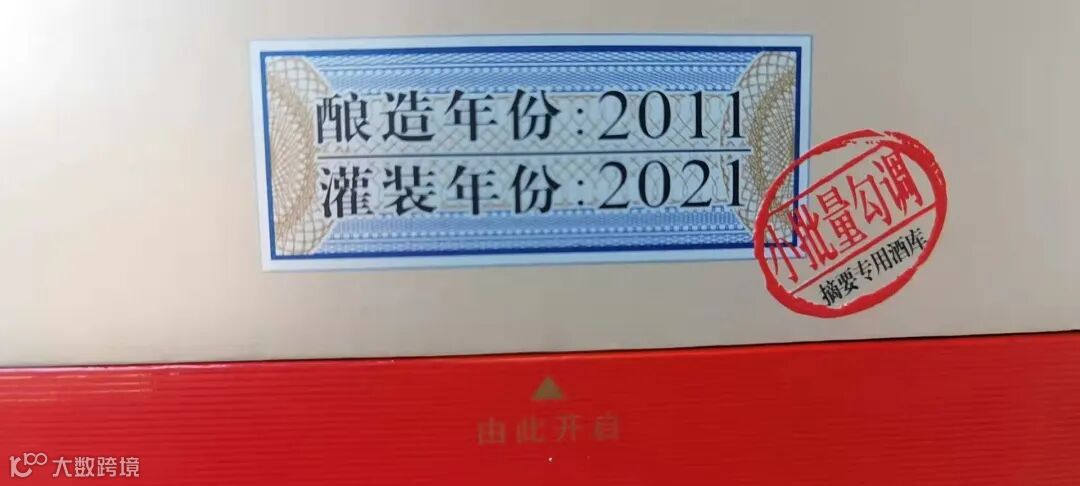 酿造年份:2011
灌装年份:2021
小批量勾调
摘要专用酒库
由此开启
大数跨境